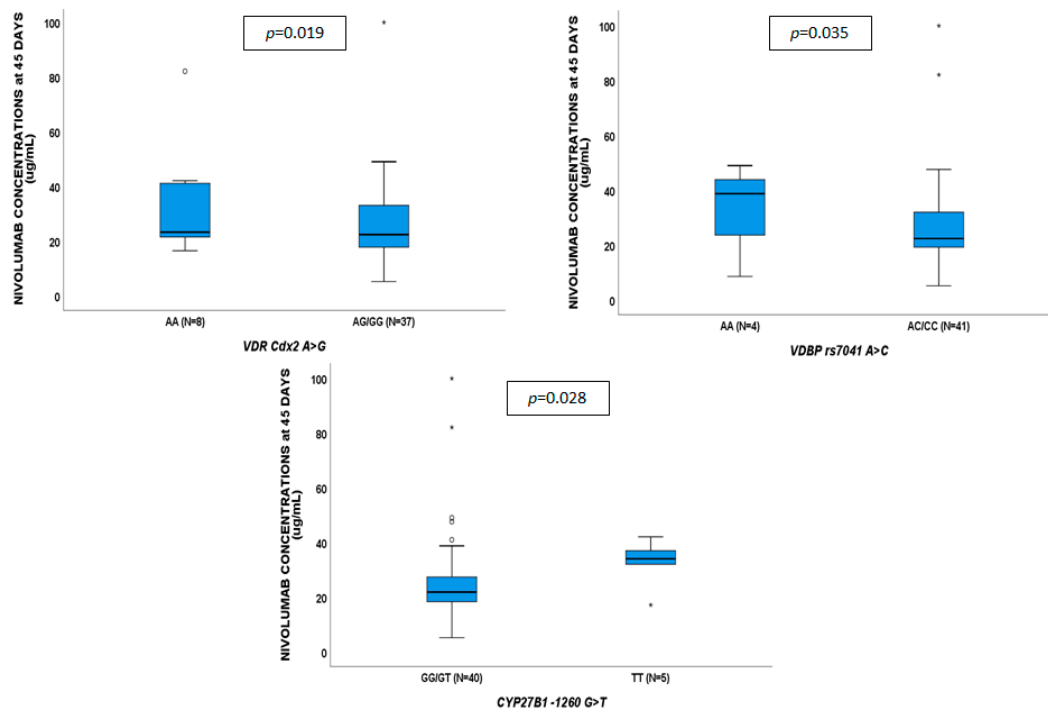 NIVOLUMAB CONCENTRATIONS at 45 DAYS
(ug/mL)
100
80
60
40
20
0
p=0.019
AA (N=8)
AG/GG (N=37)
VDR Cdx2 A>G
NIVOLUMAB CONCENTRATIONS at 45 DAYS
(ug/mL)
100
80
60
40
20
0
p=0.035
AA (N=4)
AC/CC (N=41)
VDBP rs7041 A>C
NIVOLUMAB CONCENTRATIONS at 45 DAYS
(ug/mL)
100
80
60
40
20
0
p=0.028
GG/GT (N=40)
TT (N=5)
CYP27B1 -1260 G>T